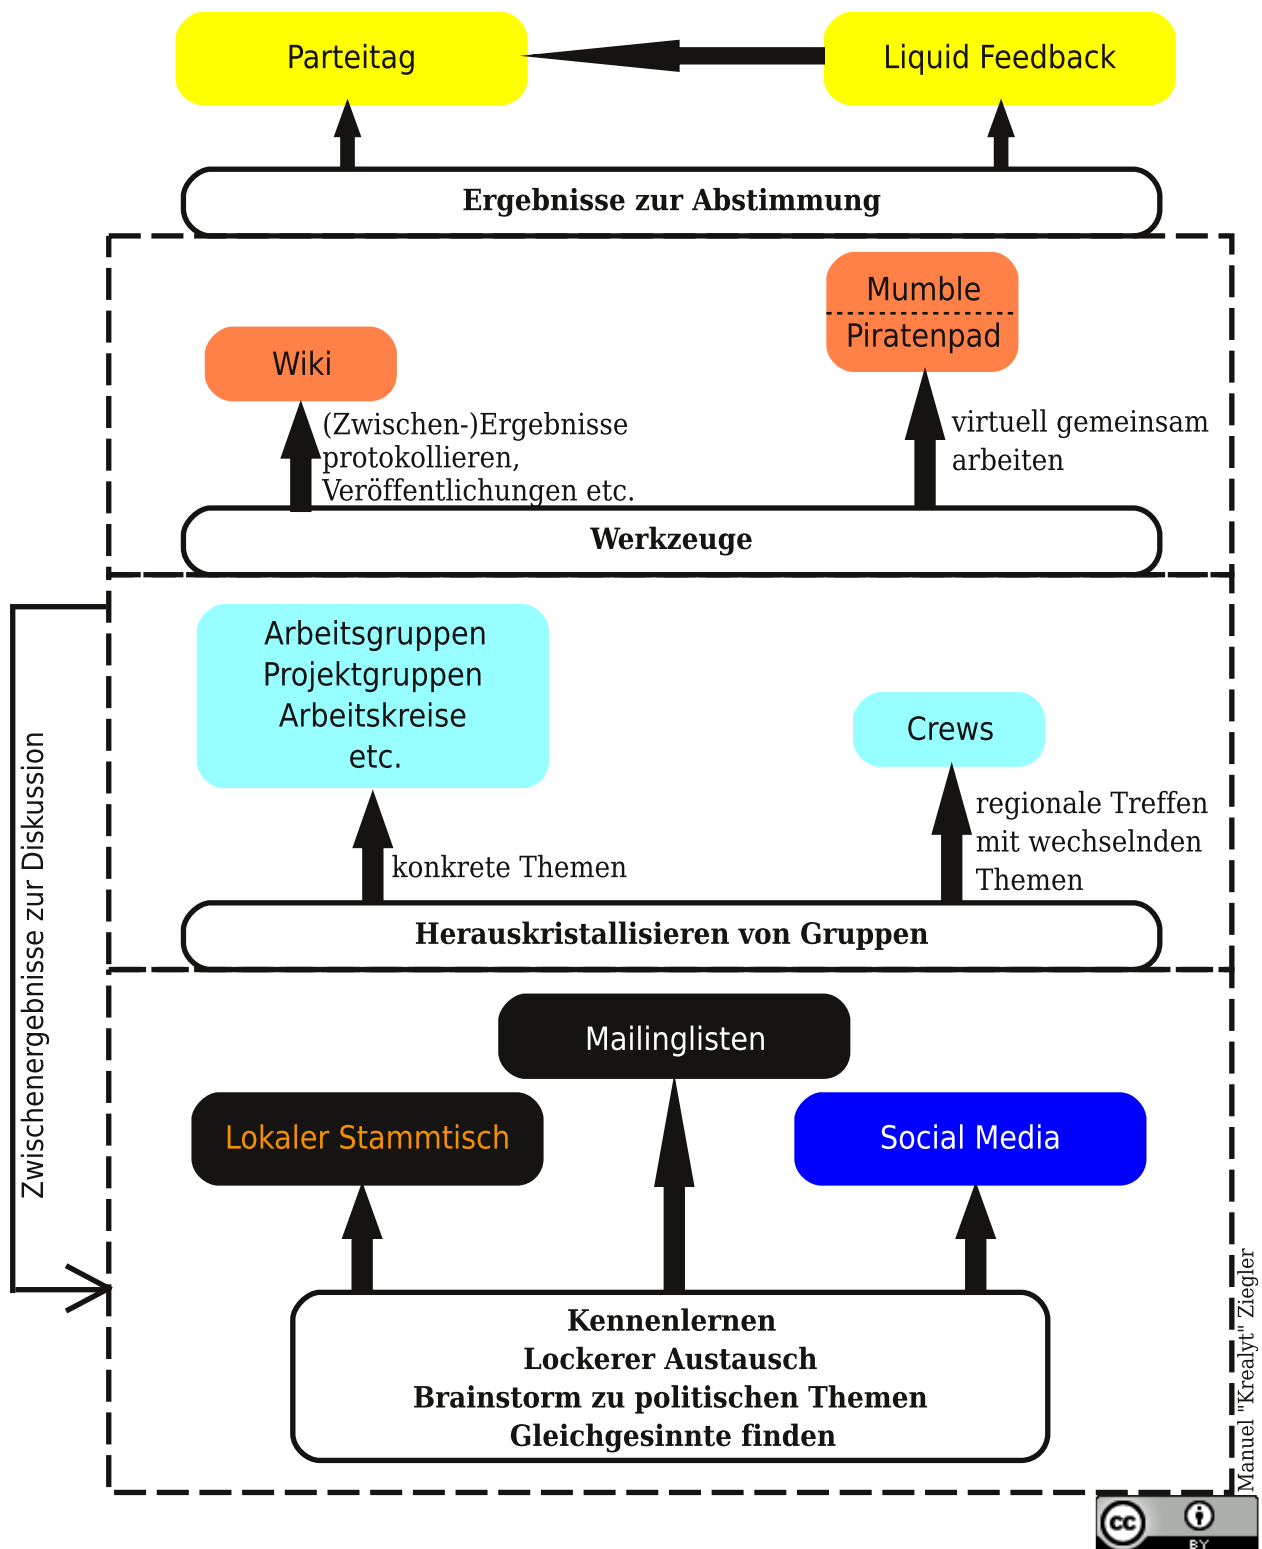 Parteitag
Liquid Feedback
Ergebnisse zur Abstimmung
Mumble
Piratenpad
Wiki
(Zwischen-)Ergebnisse
protokollieren,
Veröffentlichungen etc.
virtuell gemeinsam
arbeiten
Werkzeuge
Arbeitsgruppen
Projektgruppen
Arbeitskreise
etc.
Crews
regionale Treffen
mit wechselnden
Themen
konkrete Themen
Herauskristallisieren von Gruppen
Zwischenergebnisse zur Diskussion
Mailinglisten
Lokaler Stammtisch
Social Media
Kennenlernen
Lockerer Austausch
Brainstorm zu politischen Themen
Gleichgesinnte finden
Manuel "Krealyt" Ziegler
cc
BY